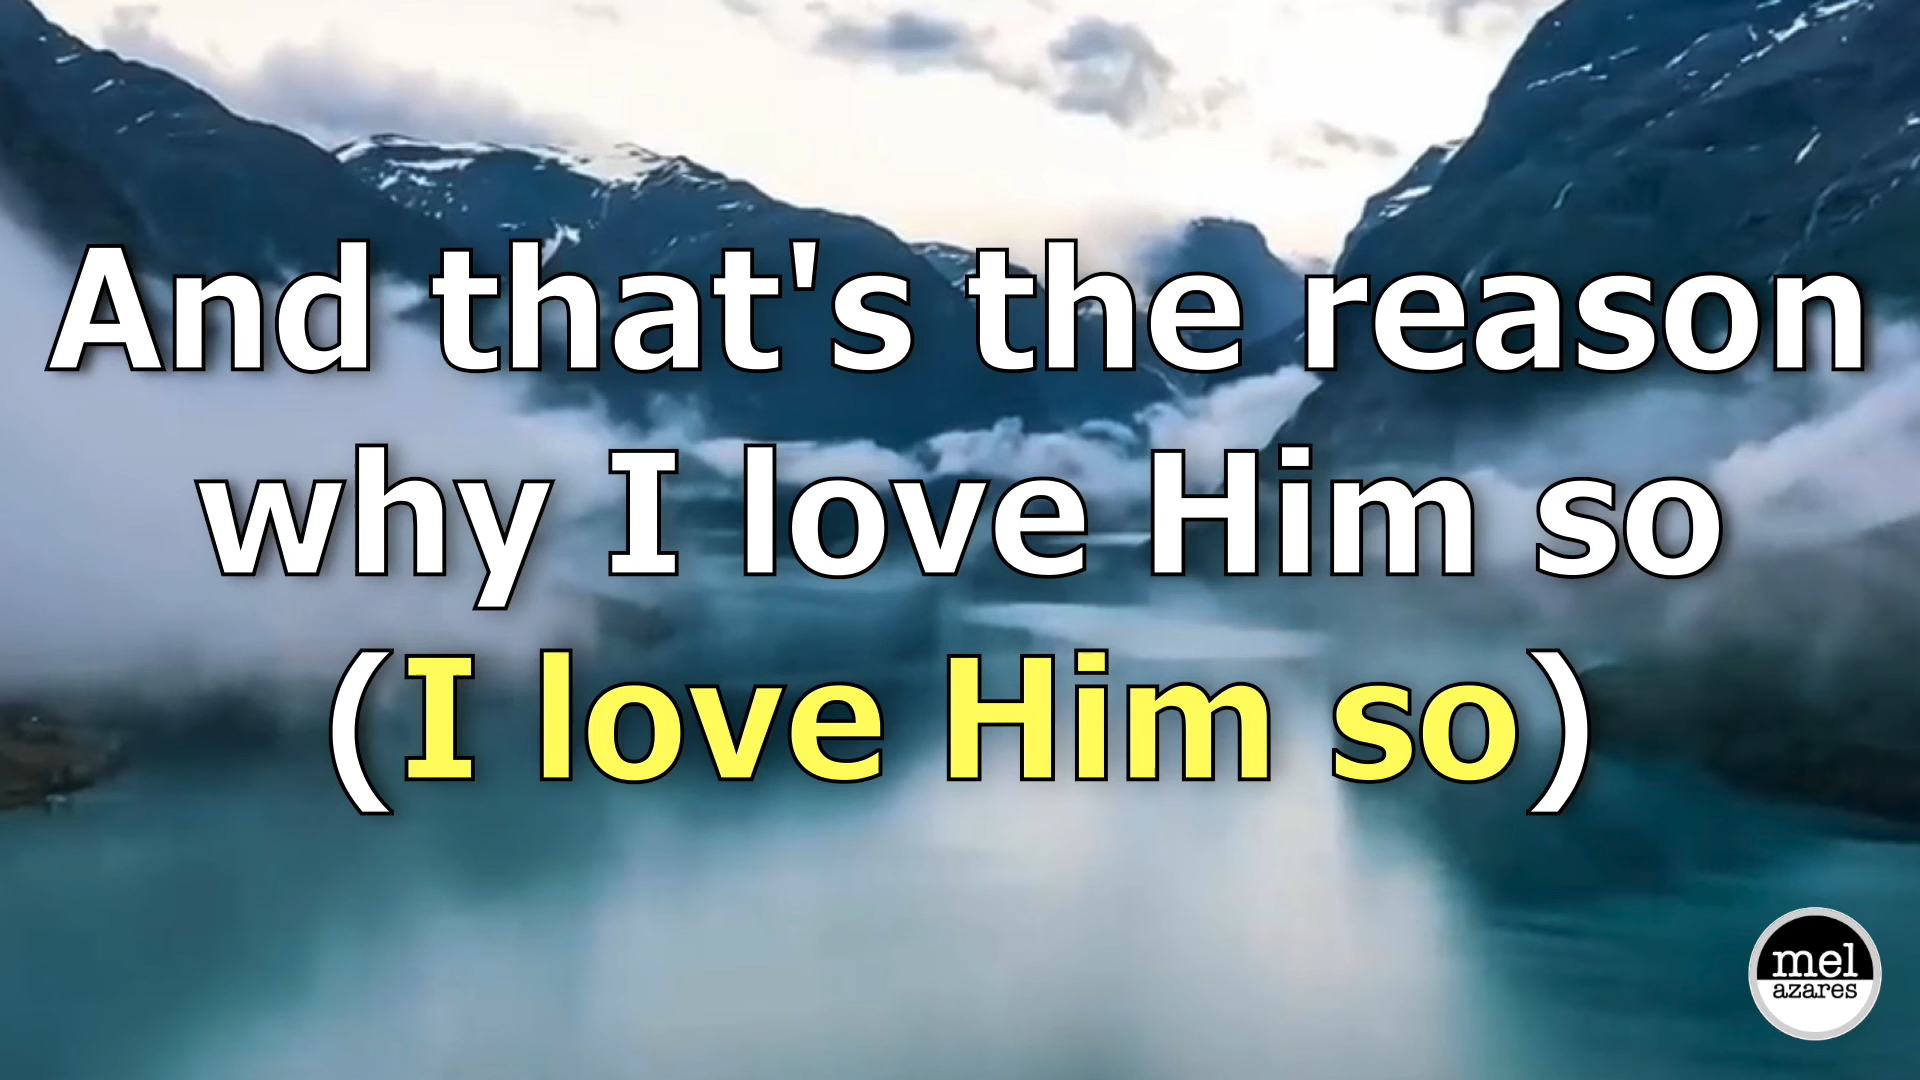 And that's the reason
why I love Him so
(I love Him so)
mel
azares